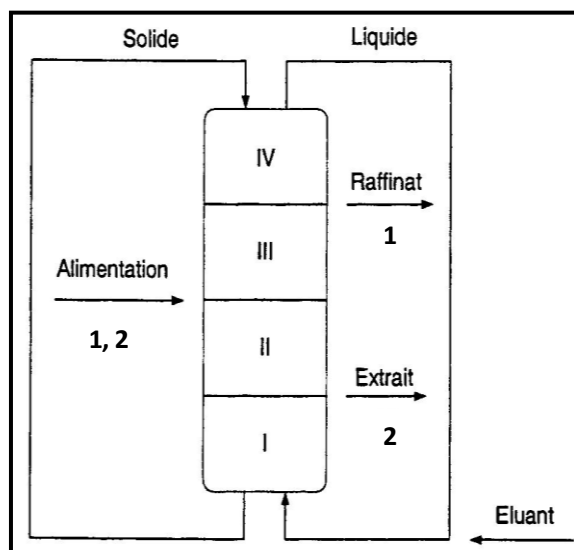 Solide
Liquide
IV
Raffinat
1
III
Alimentation
1, 2
II
Extrait
2
I
Eluant